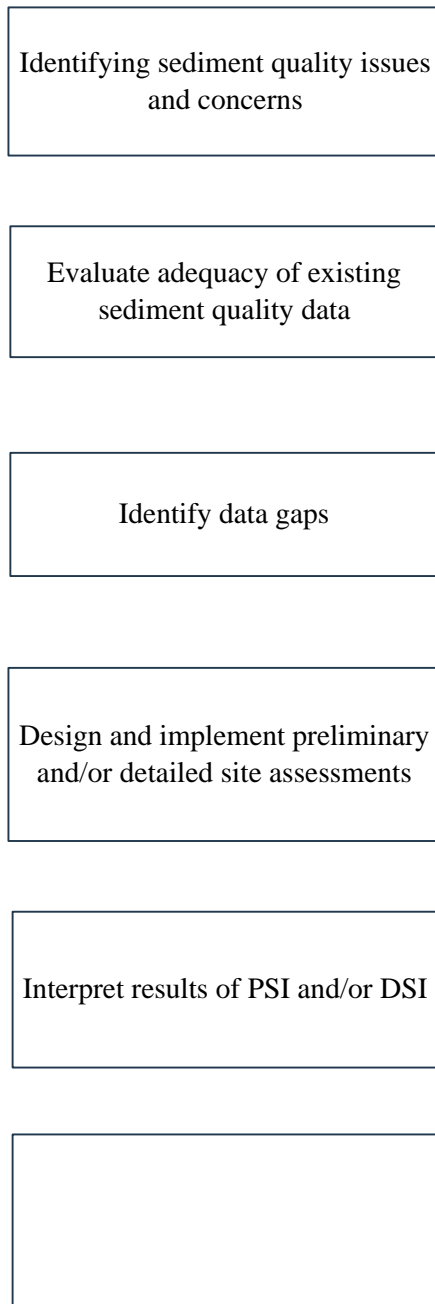 Identifying sediment quality issues
and concerns
Evaluate adequacy of existing
sediment quality data
Identify data gaps
Design and implement preliminary
and/or detailed site assessments
Interpret results of PSI and/or DSI